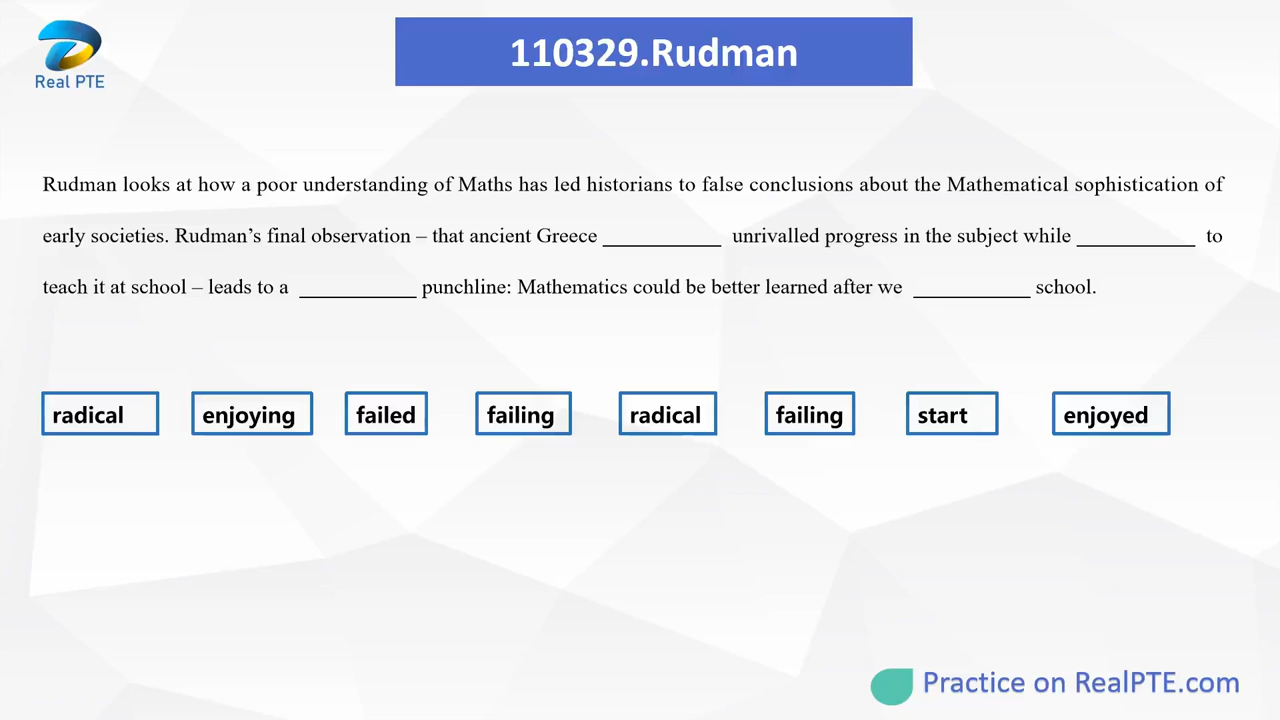 Real PTE
110329.Rudman
Rudman looks at how a poor understanding of Maths has led historians to false conclusions about the Mathematical sophistication of
early societies. Rudman’s final observation – that ancient Greece ___________ unrivalled progress in the subject while ___________ to
teach it at school – leads to a ___________ punchline: Mathematics could be better learned after we ___________ school.
radical enjoying failed failing radical failing start enjoyed
Practice on RealPTE.com